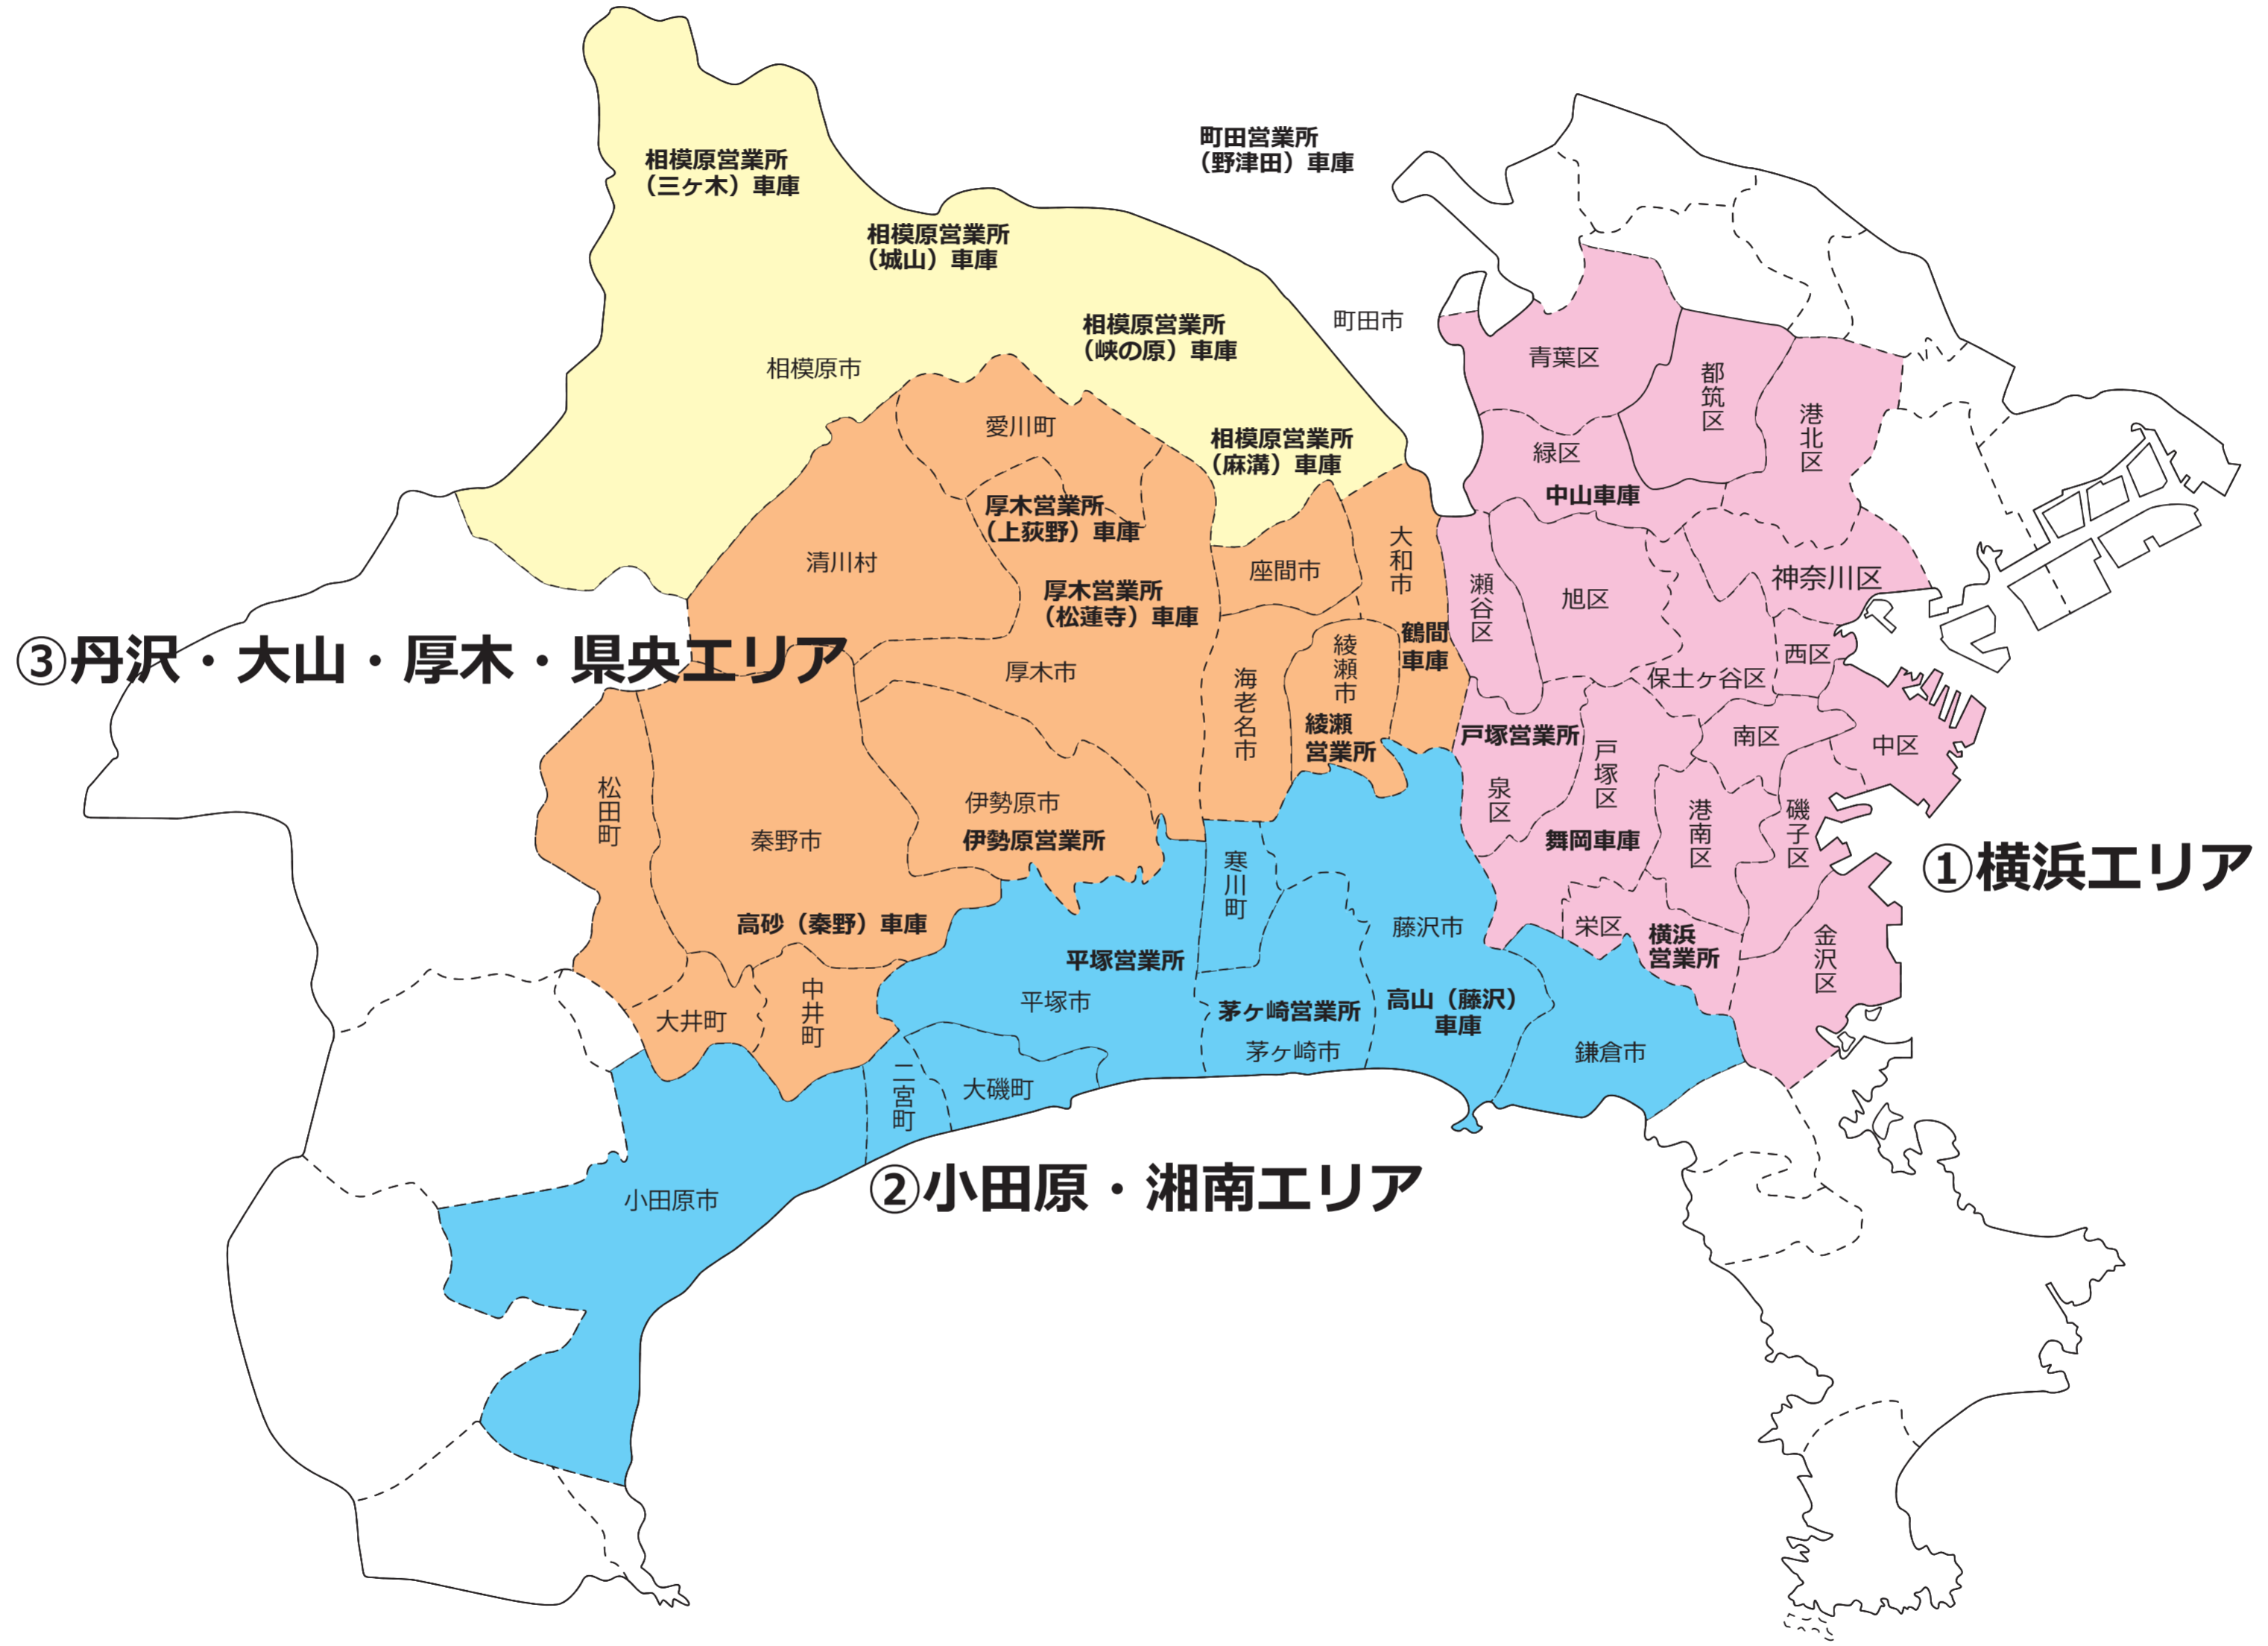 町田営業所
（野津田）車庫
相模原営業所
（三ヶ木）車庫
相模原営業所
（城山）車庫
相模原営業所
（峡の原）車庫
町田市
相模原市
相模原営業所
（麻溝）車庫
青葉区
都筑区
港北区
緑区
中山車庫
愛川町
厚木営業所
（上荻野）車庫
清川村
厚木営業所
（松蓮寺）車庫
座間市
大和市
瀬谷区
旭区
神奈川区
③丹沢・大山・厚木・県央エリア
厚木市
海老名市
綾瀬市
鶴間
車庫
綾瀬
営業所
保土ヶ谷区
西区
戸塚営業所
泉区
戸塚区
南区
中区
舞岡車庫
港南区
磯子区
①横浜エリア
松田町
秦野市
伊勢原市
伊勢原営業所
寒川町
高砂（秦野）車庫
藤沢市
栄区
横浜
営業所
金沢区
平塚営業所
平塚市
茅ヶ崎営業所
茅ヶ崎市
高山（藤沢）
車庫
鎌倉市
大井町
中井町
二宮町
大磯町
小田原市
②小田原・湘南エリア